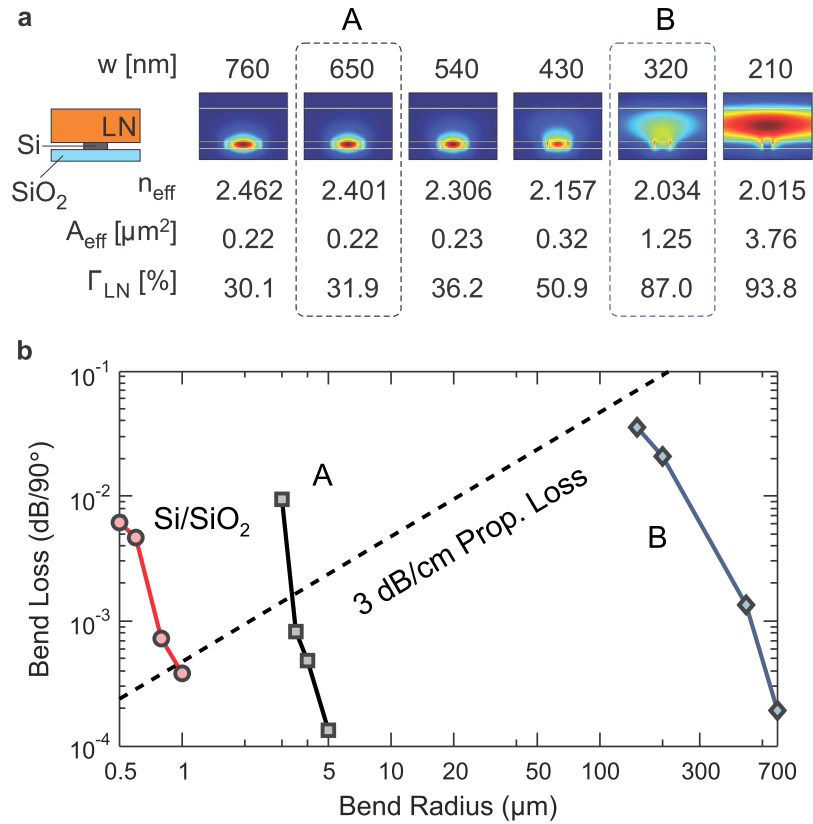 a
A
B
w [nm] 760 650 540 430 320 210
LN
Si
SiO₂
n_eff 2.462 2.401 2.306 2.157 2.034 2.015
A_eff [µm²] 0.22 0.22 0.23 0.32 1.25 3.76
Γ_LN [%] 30.1 31.9 36.2 50.9 87.0 93.8
b
10⁻¹
10⁻²
10⁻³
10⁻⁴
Bend Loss (dB/90°)
Si/SiO₂
A
3 dB/cm Prop. Loss
B
0.5 1 5 10 20 50 100 300 700
Bend Radius (µm)